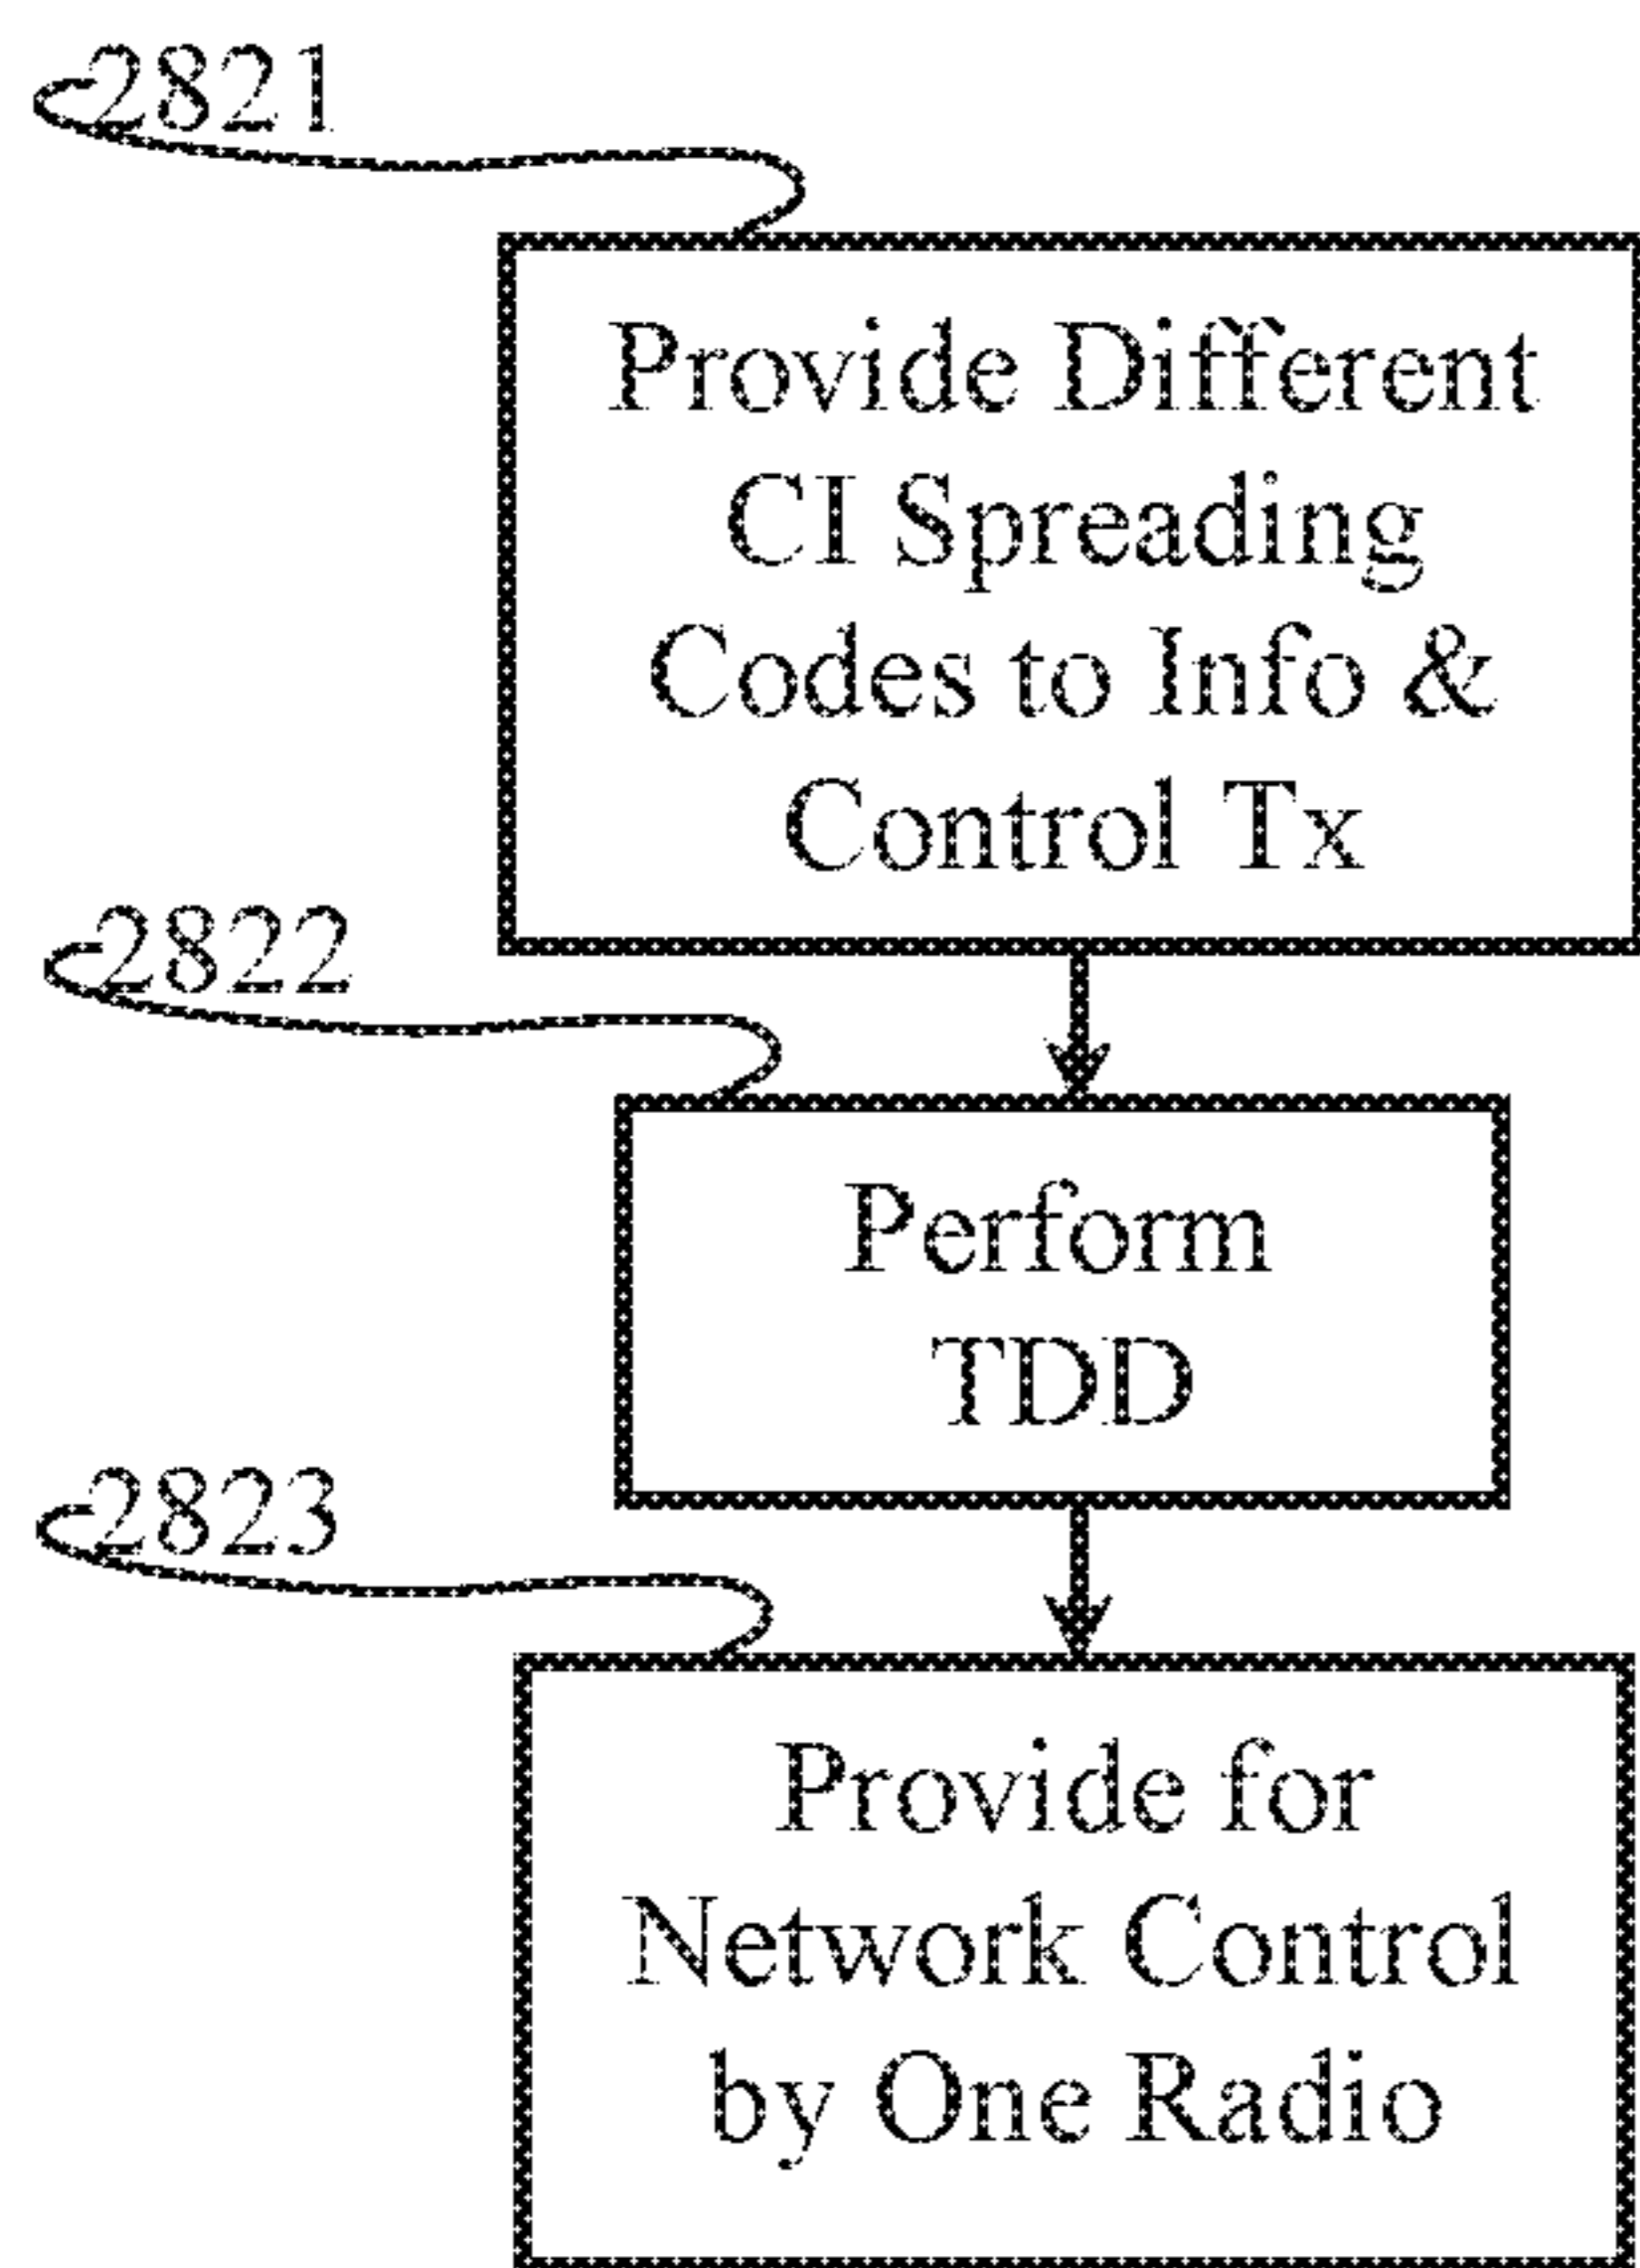 2821
Provide Different
CI Spreading
Codes to Info &
Control Tx
2822
Perform
TDD
2823
Provide for
Network Control
by One Radio